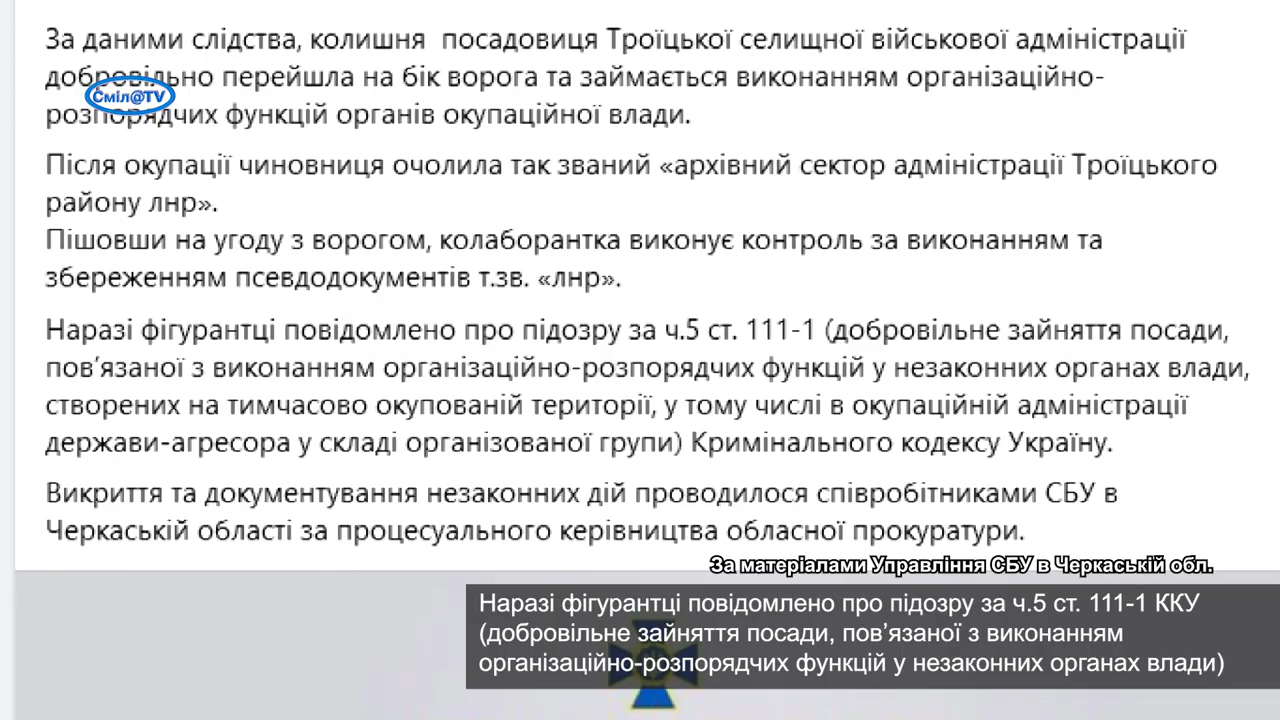 За даними слідства, колишня посадовиця Троїцької селищної військової адміністрації
добровільно перейшла на бік ворога та займається виконанням організаційно-
розпорядчих функцій органів окупаційної влади.
Сміл@TV
Після окупації чиновниця очолила так званий «архівний сектор адміністрації Троїцького
району лнр».
Пішовши на угоду з ворогом, колаборантка виконує контроль за виконанням та
збереженням псевдодокументів т.зв. «лнр».
Наразі фігурантці повідомлено про підозру за ч.5 ст. 111-1 (добровільне зайняття посади,
пов’язаної з виконанням організаційно-розпорядчих функцій у незаконних органах влади,
створених на тимчасово окупованій території, у тому числі в окупаційній адміністрації
держави-агресора у складі організованої групи) Кримінального кодексу Україну.
Викриття та документування незаконних дій проводилося співробітниками СБУ в
Черкаській області за процесуального керівництва обласної прокуратури.
За матеріалами Управління СБУ в Черкаській обл.
Наразі фігурантці повідомлено про підозру за ч.5 ст. 111-1 ККУ
(добровільне зайняття посади, пов’язаної з виконанням
організаційно-розпорядчих функцій у незаконних органах влади)